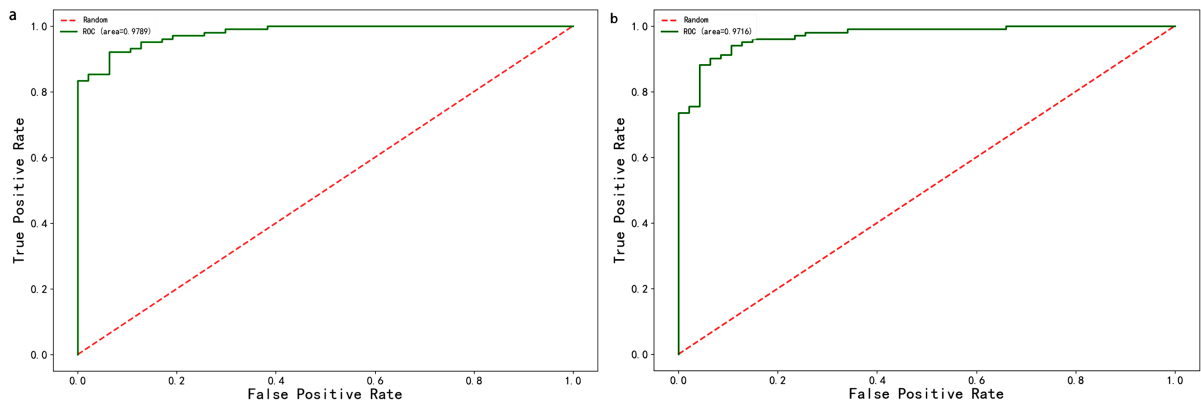 a
Random
ROC (area=0.9789)
1.0
0.8
0.6
0.4
0.2
0.0
True Positive Rate
0.0 0.2 0.4 0.6 0.8 1.0
False Positive Rate
b
Random
ROC (area=0.9716)
1.0
0.8
0.6
0.4
0.2
0.0
True Positive Rate
0.0 0.2 0.4 0.6 0.8 1.0
False Positive Rate